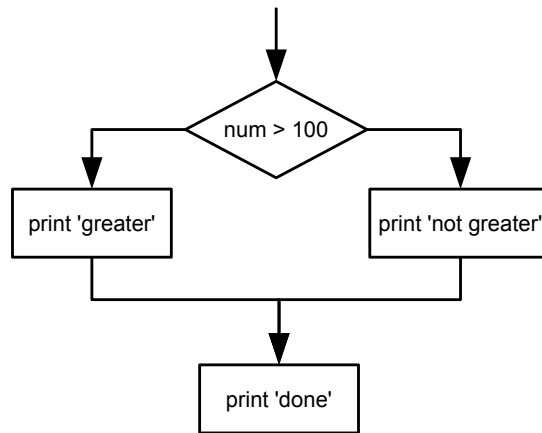 num > 100
print 'greater'
print 'not greater'
print 'done'